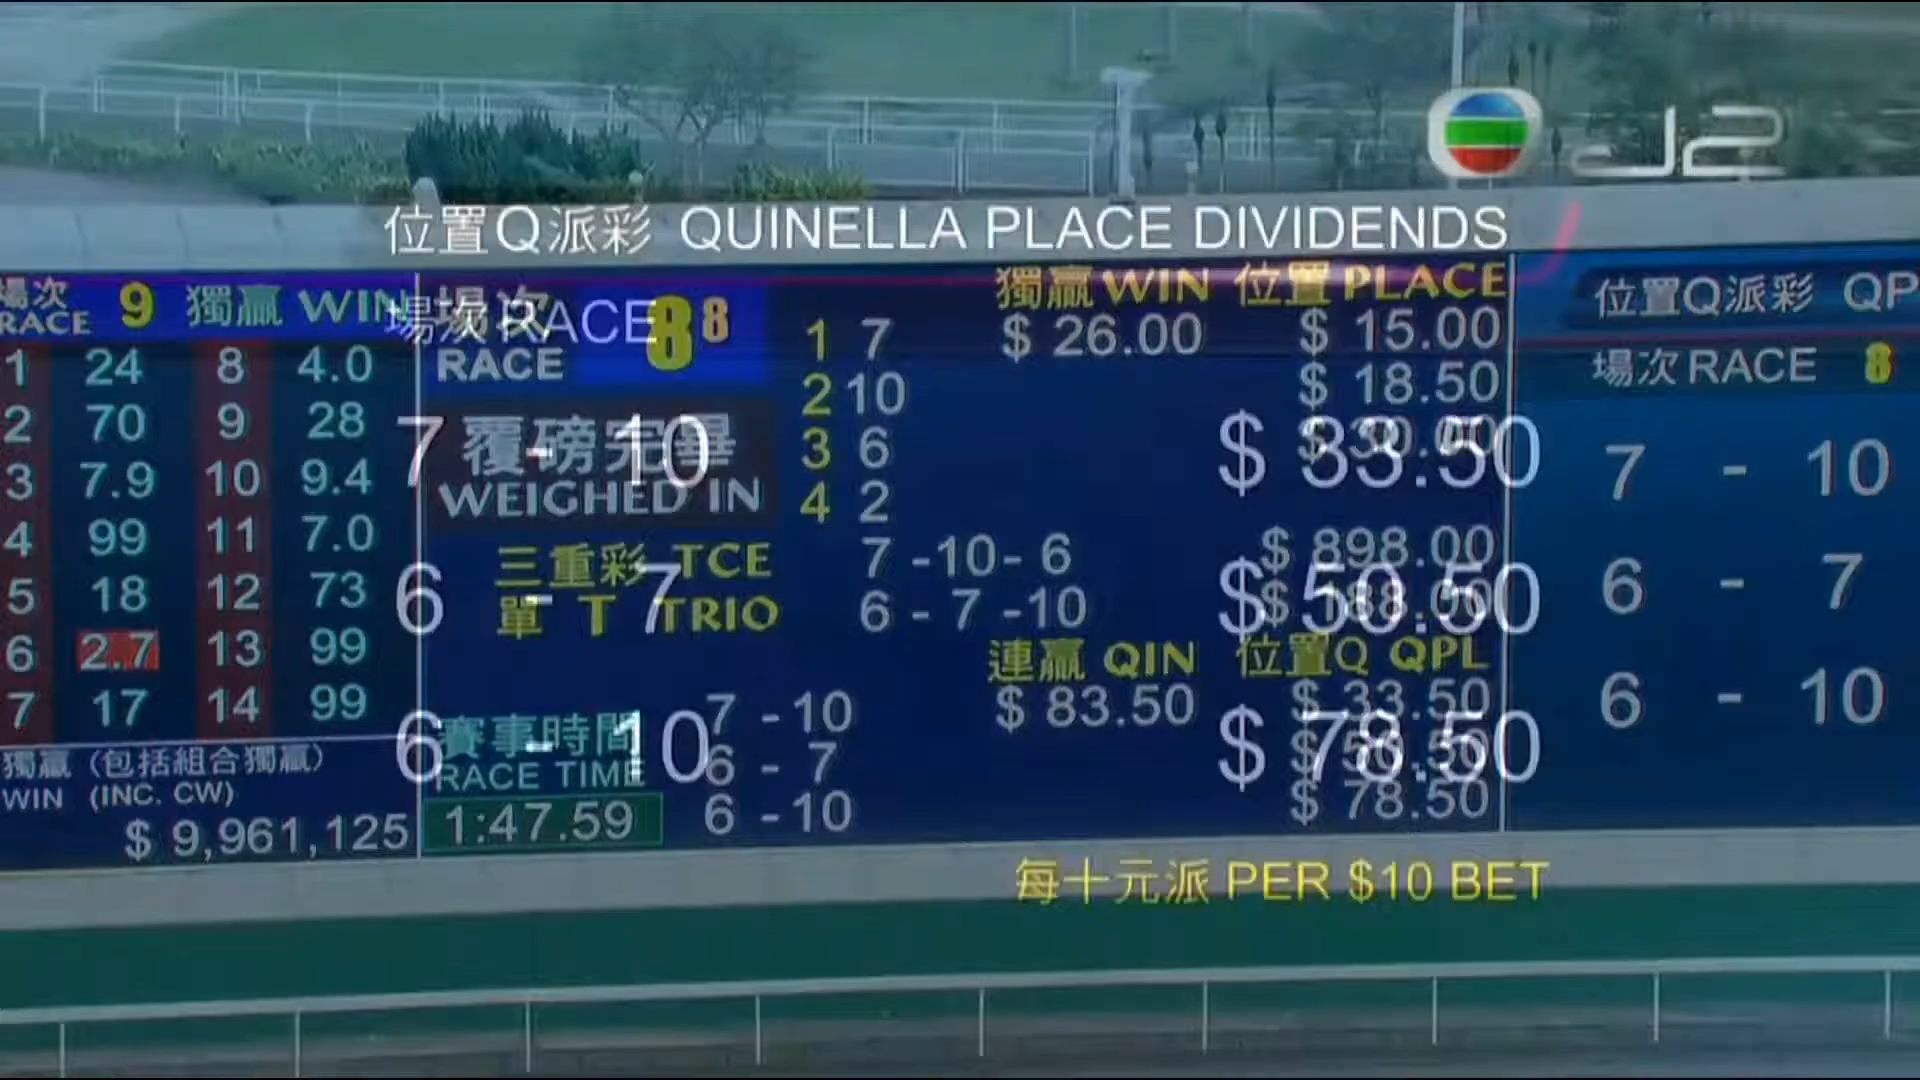 J2
位置Q派彩 QUINELLA PLACE DIVIDENDS
場次 RACE 8
7 - 10 $ 33.50
6 - 7 $ 50.50
6 - 10 $ 78.50
每十元派 PER $10 BET
場次 RACE 9 獨贏 WIN
1 24 8 4.0
2 70 9 28
3 7.9 10 9.4
4 99 11 7.0
5 18 12 73
6 2.7 13 99
7 17 14 99
獨贏 (包括組合獨贏)
WIN (INC. CW)
$ 9,961,125
場次 RACE 8
覆磅完畢
WEIGHED IN
獨贏 WIN 位置 PLACE
1 7 $ 26.00 $ 15.00
2 10 $ 18.50
3 6
4 2
三重彩 TCE 7 -10- 6 $ 898.00
單 T TRIO 6 - 7 -10
連贏 QIN 位置Q QPL
7 - 10 $ 83.50 $ 33.50
6 - 7
6 - 10 $ 78.50
賽事時間
RACE TIME
1:47.59
位置Q派彩 QP
場次 RACE 8
7 - 10
6 - 7
6 - 10